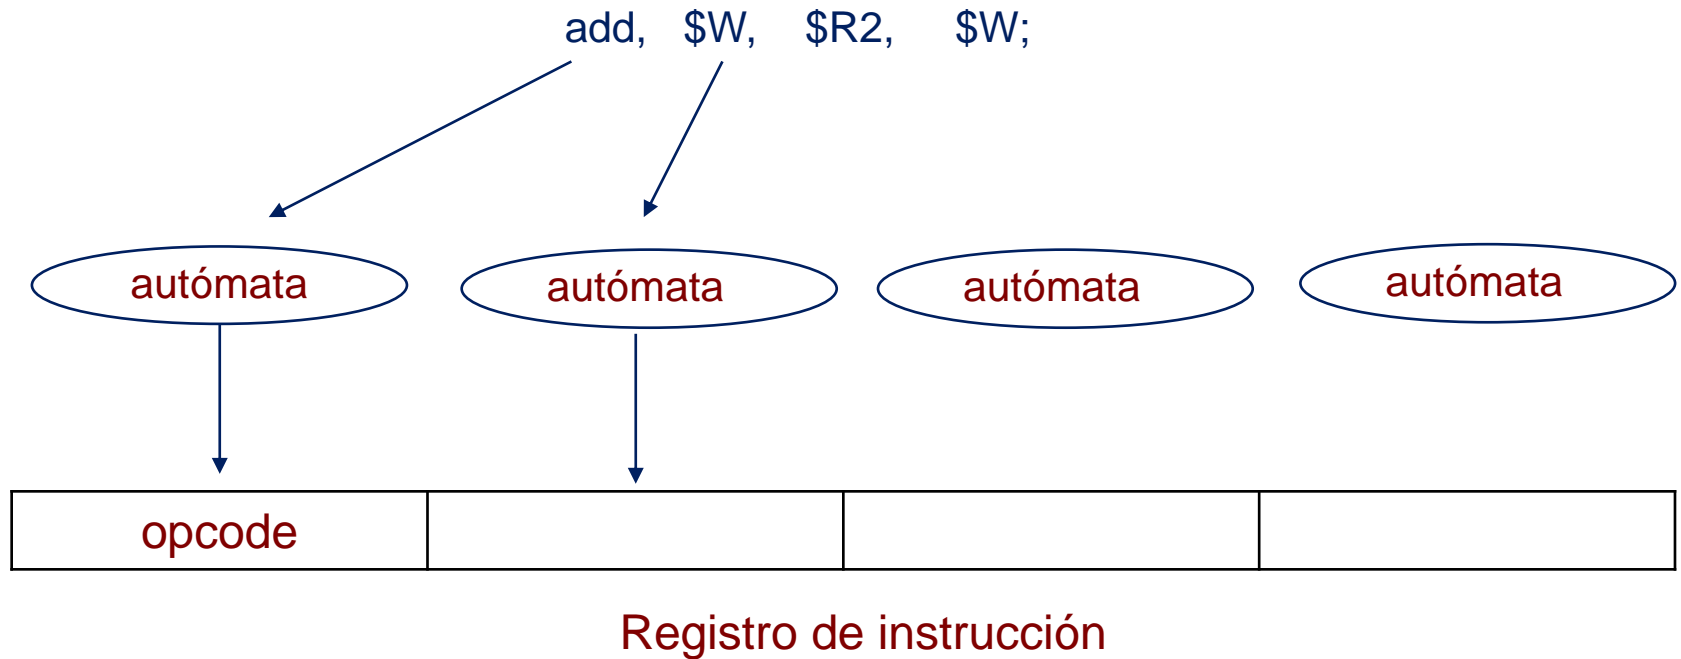 add, $W, $R2, $W;
autómata autómata autómata autómata
opcode
Registro de instrucción